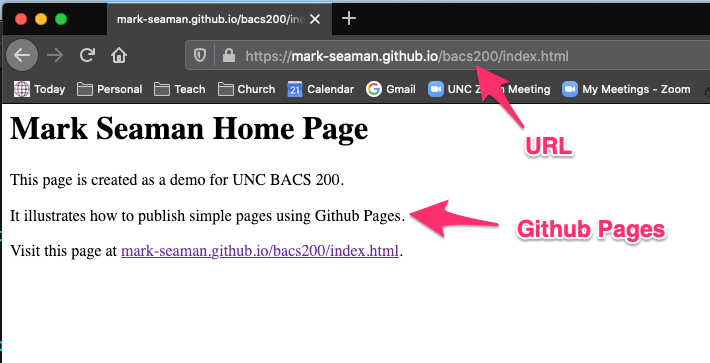 mark-seaman.github.io/bacs200/ind
https://mark-seaman.github.io/bacs200/index.html
Today Personal Teach Church 21 Calendar Gmail UNC Zoom Meeting My Meetings - Zoom
Mark Seaman Home Page
URL
This page is created as a demo for UNC BACS 200.
It illustrates how to publish simple pages using Github Pages.
Github Pages
Visit this page at mark-seaman.github.io/bacs200/index.html.